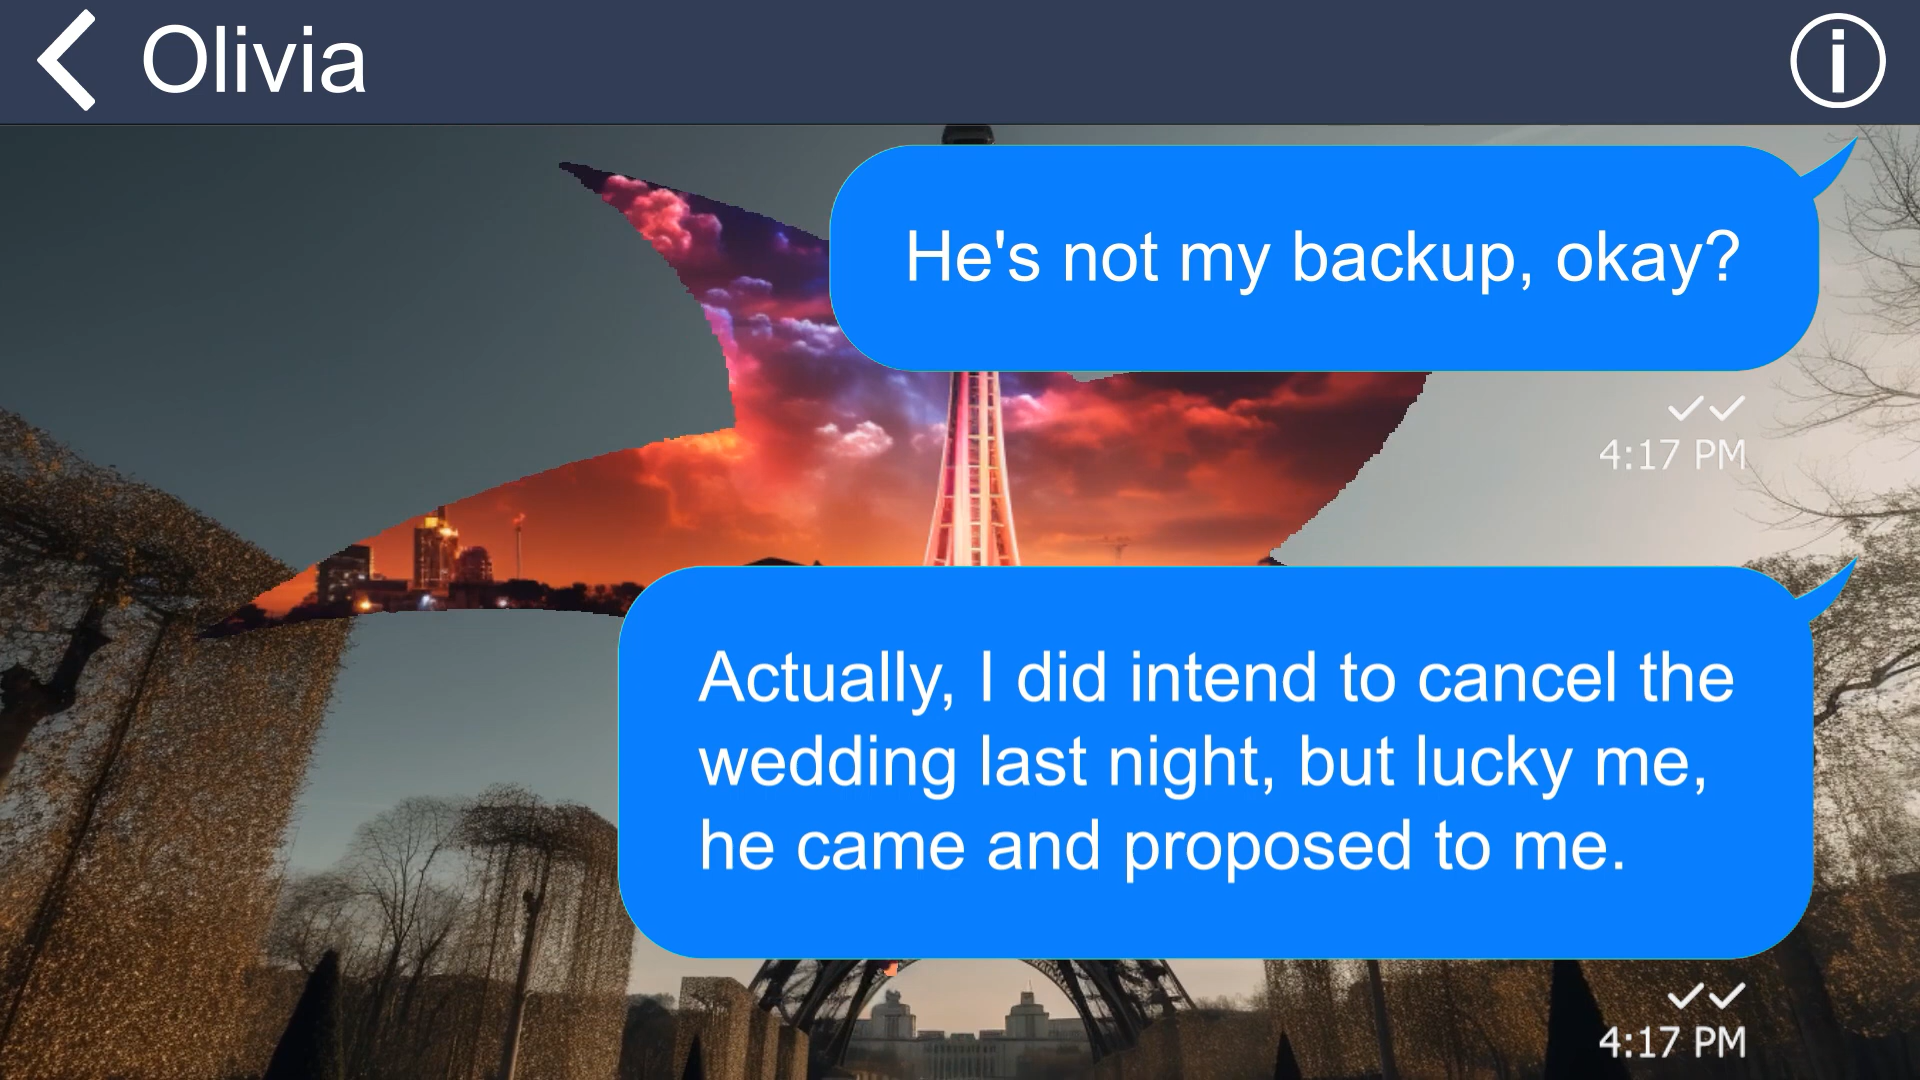 Olivia
He's not my backup, okay?
4:17 PM
Actually, I did intend to cancel the
wedding last night, but lucky me,
he came and proposed to me.
4:17 PM